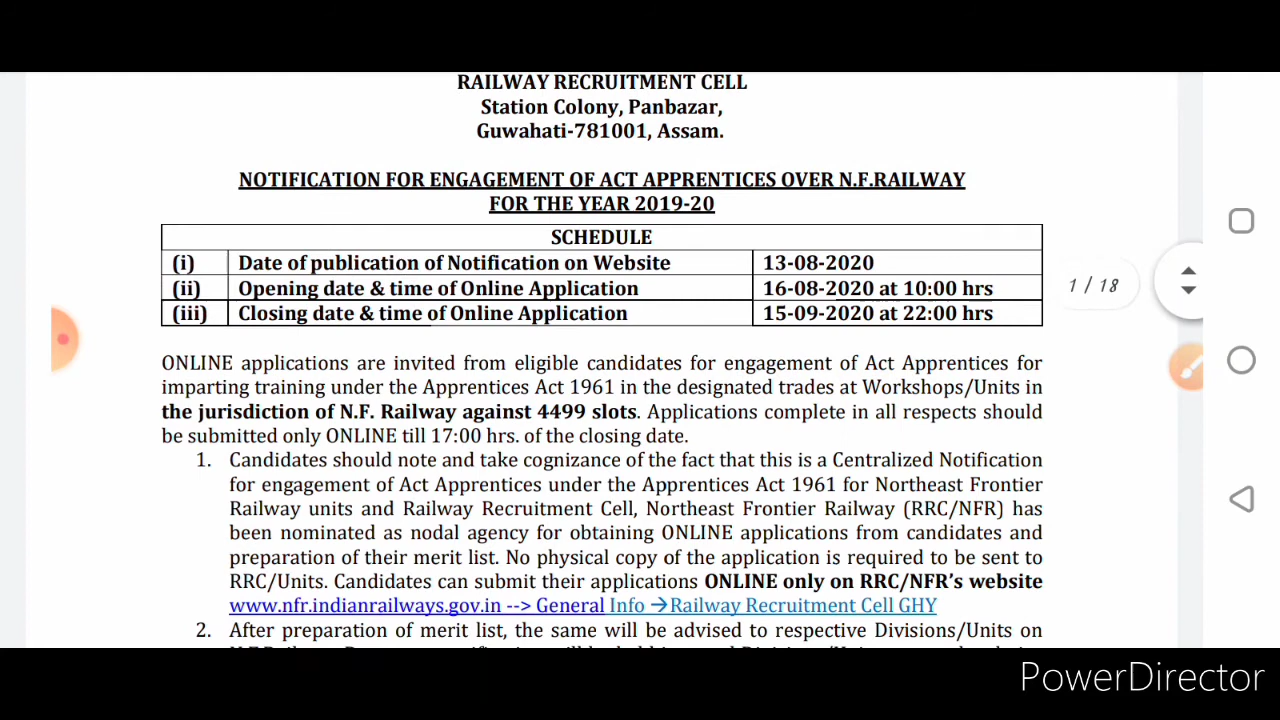 RAILWAY RECRUITMENT CELL
Station Colony, Panbazar,
Guwahati-781001, Assam.
NOTIFICATION FOR ENGAGEMENT OF ACT APPRENTICES OVER N.F.RAILWAY
FOR THE YEAR 2019-20
SCHEDULE
(i) Date of publication of Notification on Website 13-08-2020
(ii) Opening date & time of Online Application 16-08-2020 at 10:00 hrs
(iii) Closing date & time of Online Application 15-09-2020 at 22:00 hrs
1 / 18
ONLINE applications are invited from eligible candidates for engagement of Act Apprentices for
imparting training under the Apprentices Act 1961 in the designated trades at Workshops/Units in
the jurisdiction of N.F. Railway against 4499 slots. Applications complete in all respects should
be submitted only ONLINE till 17:00 hrs. of the closing date.
1. Candidates should note and take cognizance of the fact that this is a Centralized Notification
for engagement of Act Apprentices under the Apprentices Act 1961 for Northeast Frontier
Railway units and Railway Recruitment Cell, Northeast Frontier Railway (RRC/NFR) has
been nominated as nodal agency for obtaining ONLINE applications from candidates and
preparation of their merit list. No physical copy of the application is required to be sent to
RRC/Units. Candidates can submit their applications ONLINE only on RRC/NFR's website
www.nfr.indianrailways.gov.in --> General Info →Railway Recruitment Cell GHY
2. After preparation of merit list, the same will be advised to respective Divisions/Units on
PowerDirector